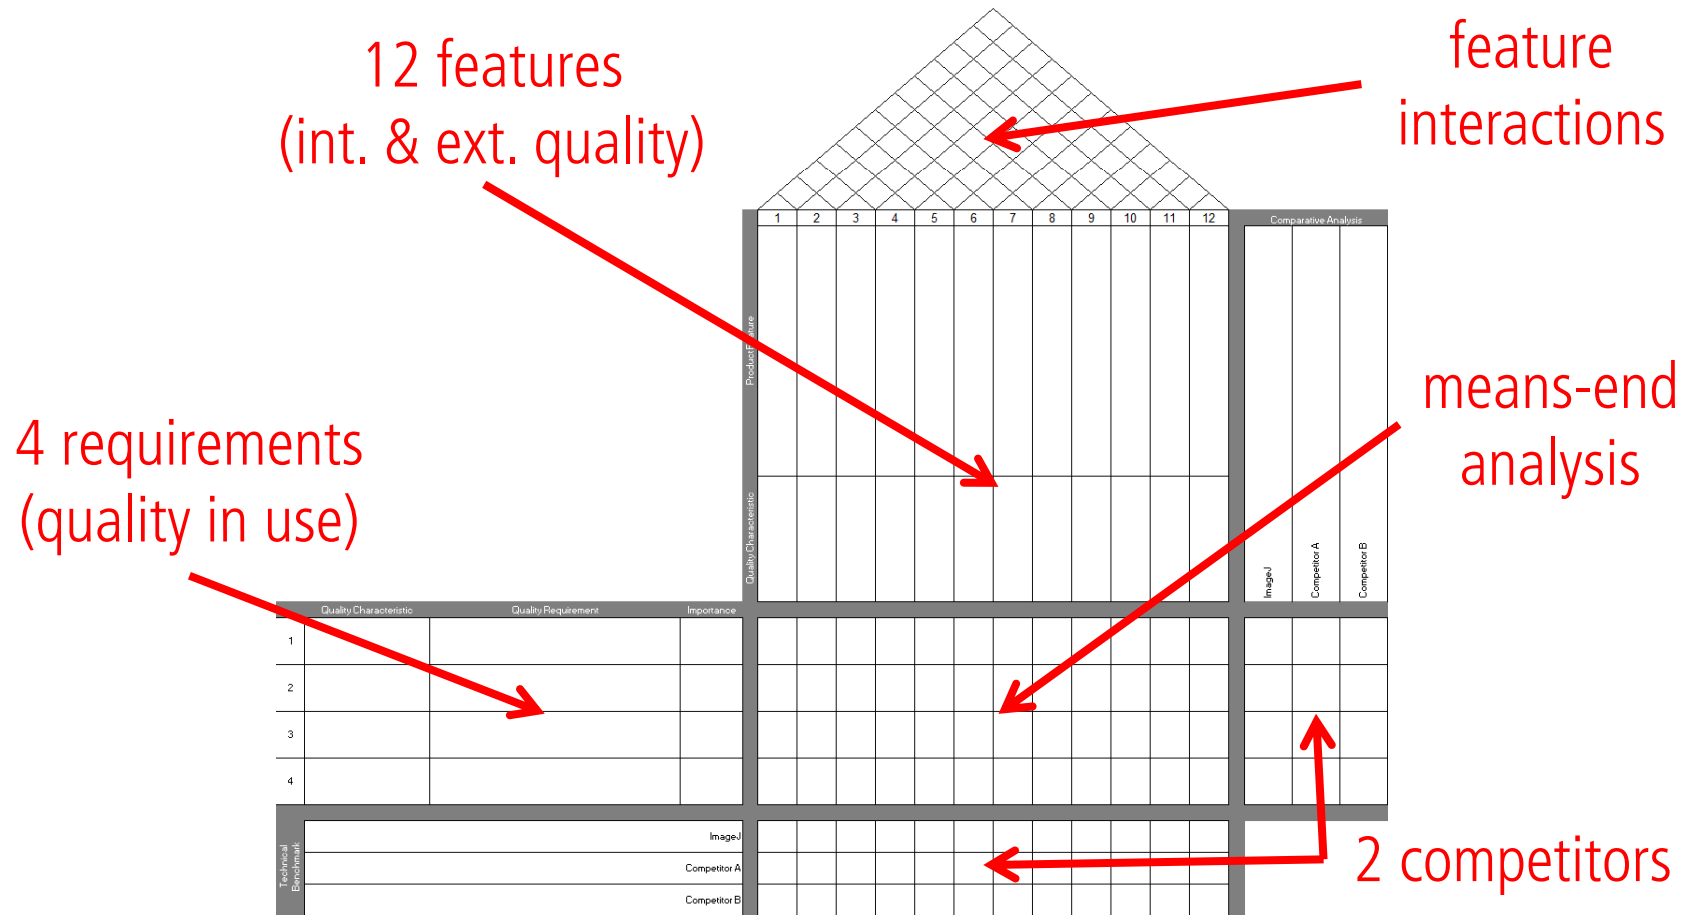 12 features
(int. & ext. quality)
feature
interactions
1 2 3 4 5 6 7 8 9 10 11 12
Comparative Analysis
Product Feature
Quality Characteristic
ImageJ
Competitor A
Competitor B
means-end
analysis
4 requirements
(quality in use)
Quality Characteristic Quality Requirement Importance
1
2
3
4
Technical
Benchmark
ImageJ
Competitor A
Competitor B
2 competitors